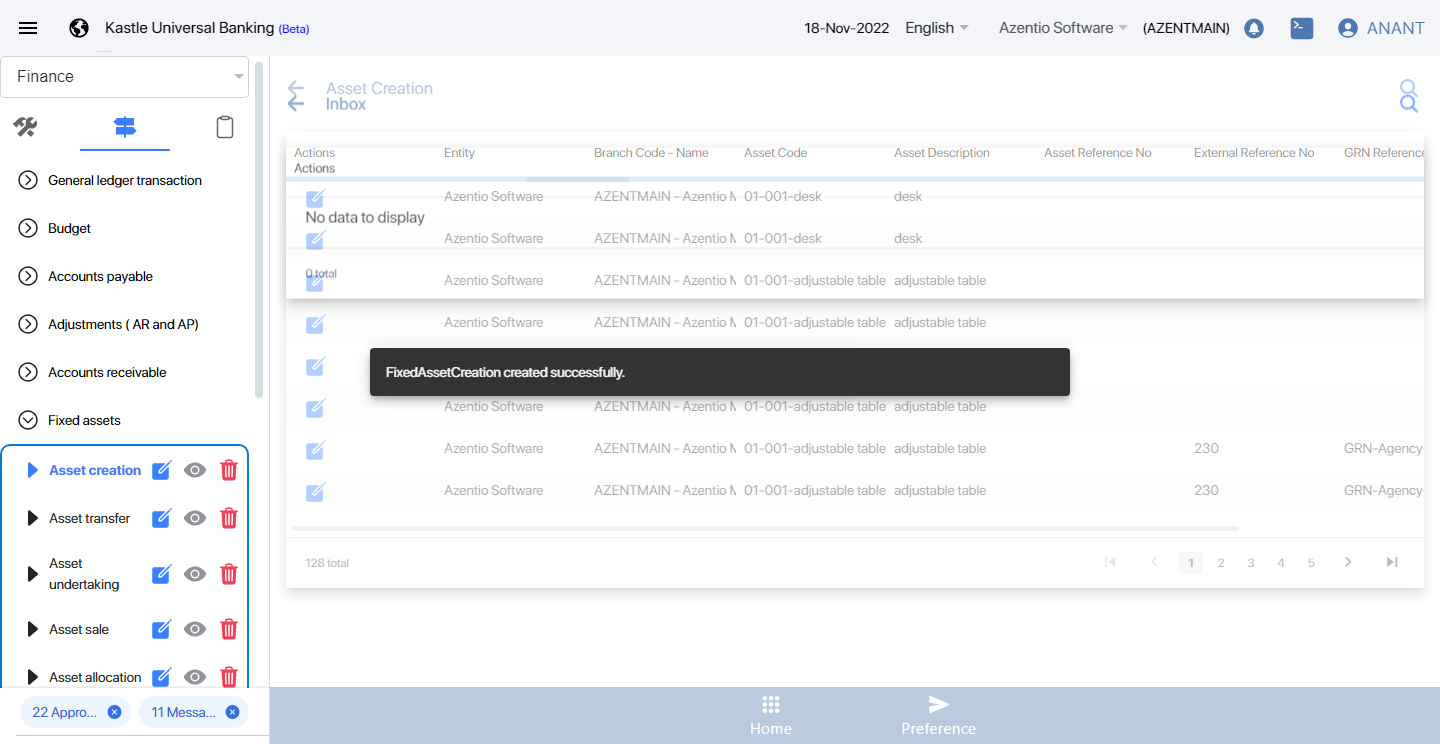 Kastle Universal Banking (Beta)
18-Nov-2022 English Azentio Software (AZENTMAIN) ANANT
Finance
General ledger transaction
Budget
Accounts payable
Adjustments ( AR and AP)
Accounts receivable
Fixed assets
Asset creation
Asset transfer
Asset
undertaking
Asset sale
Asset allocation
22 Appro...
11 Messa...
Asset Creation
Inbox
Actions Entity Branch Code - Name Asset Code Asset Description Asset Reference No External Reference No GRN Reference
Actions
Azentio Software AZENTMAIN - Azentio M 01-001-desk desk
No data to display
Azentio Software AZENTMAIN - Azentio M 01-001-desk desk
0 total
Azentio Software AZENTMAIN - Azentio M 01-001-adjustable table adjustable table
Azentio Software AZENTMAIN - Azentio M 01-001-adjustable table adjustable table
FixedAssetCreation created successfully.
Azentio Software AZENTMAIN - Azentio M 01-001-adjustable table adjustable table
Azentio Software AZENTMAIN - Azentio M 01-001-adjustable table adjustable table 230 GRN-Agency-
Azentio Software AZENTMAIN - Azentio M 01-001-adjustable table adjustable table 230 GRN-Agency-
128 total
1 2 3 4 5
Home
Preference